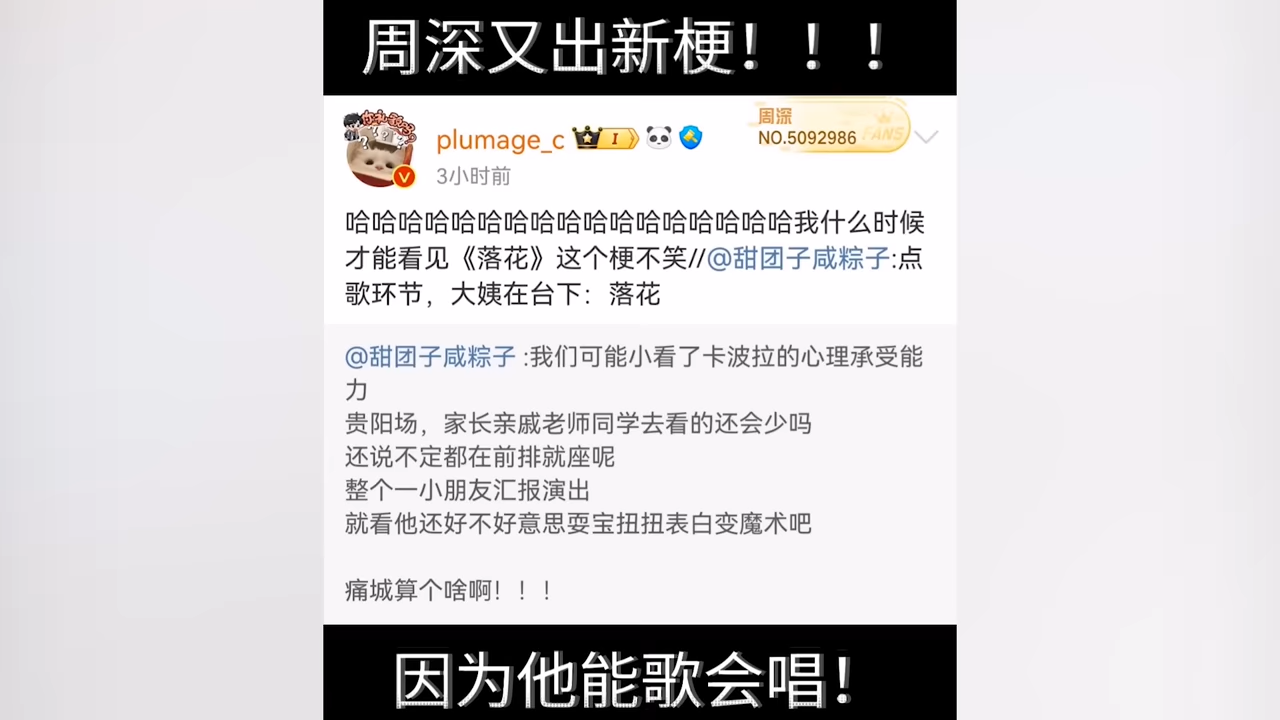 周深又出新梗！！！
plumage_c I
周深
NO.5092986 FANS
3小时前
哈哈哈哈哈哈哈哈哈哈哈哈哈哈哈哈哈我什么时候
才能看见《落花》这个梗不笑//@甜团子咸粽子:点
歌环节，大姨在台下：落花
@甜团子咸粽子 :我们可能小看了卡波拉的心理承受能
力
贵阳场，家长亲戚老师同学去看的还会少吗
还说不定都在前排就座呢
整个一小朋友汇报演出
就看他还好不好意思耍宝扭扭表白变魔术吧
痛城算个啥啊！！！
因为他能歌会唱！